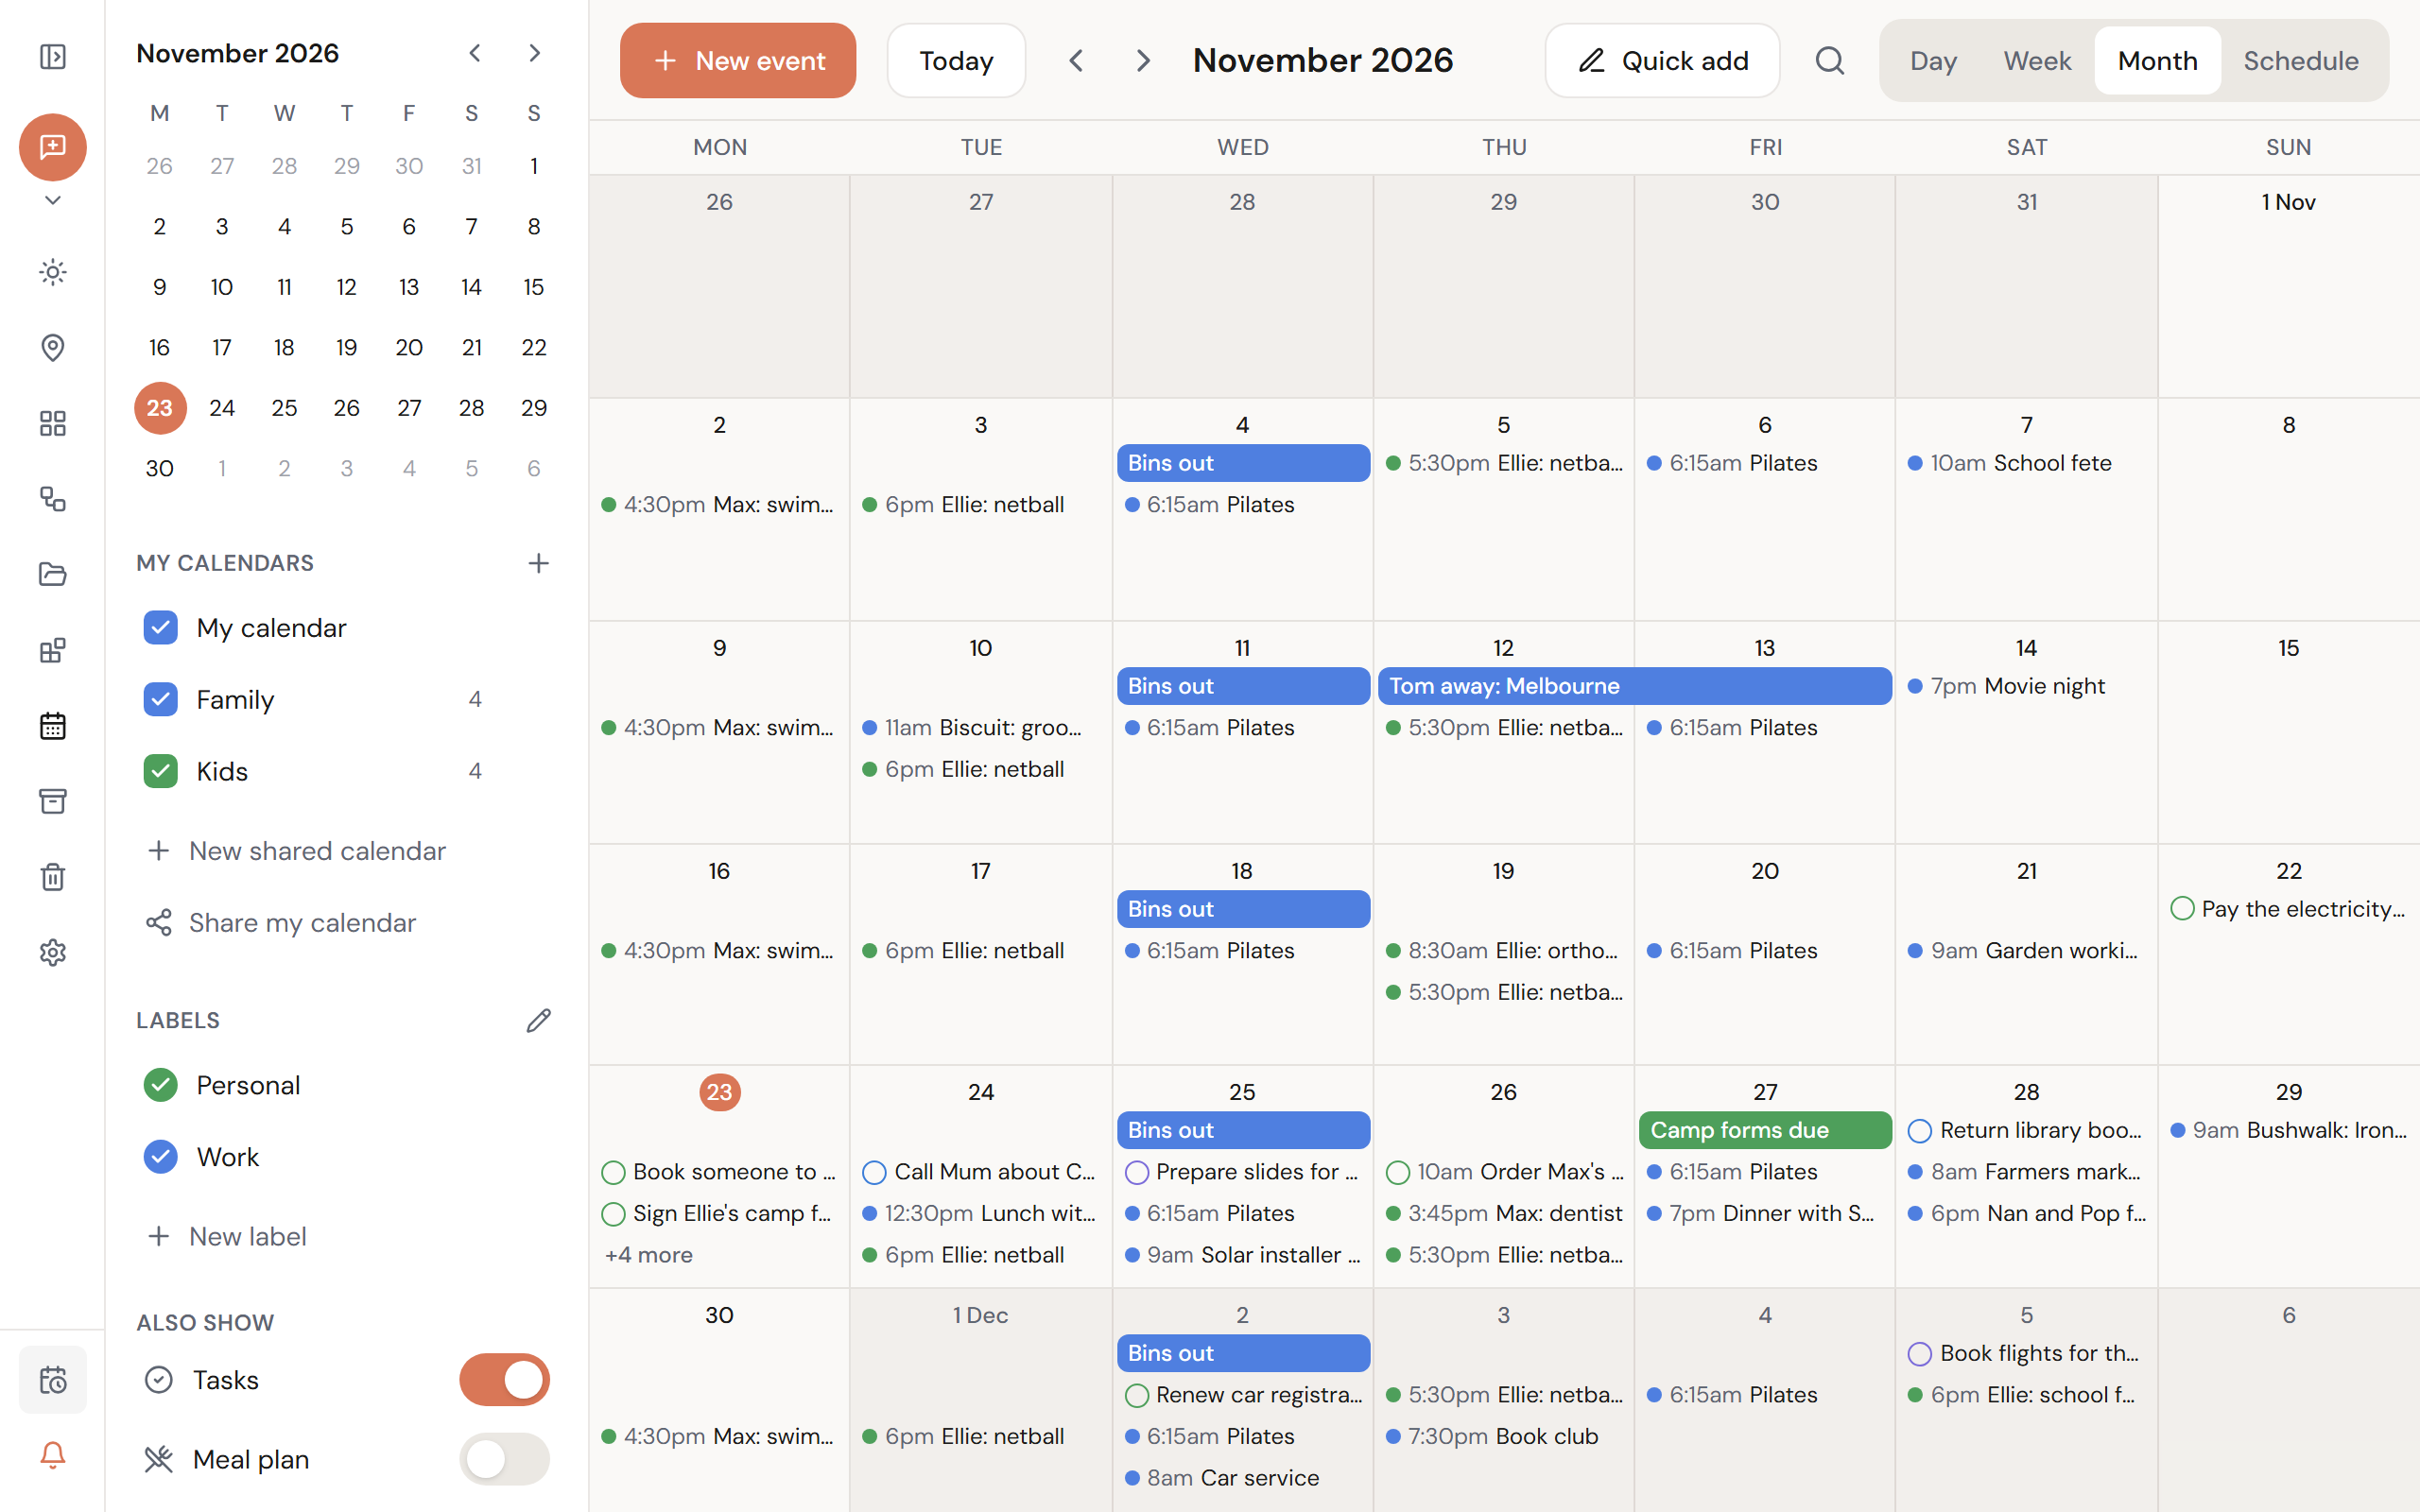 November 2026
M T W T F S S
26 27 28 29 30 31 1
2 3 4 5 6 7 8
9 10 11 12 13 14 15
16 17 18 19 20 21 22
23 24 25 26 27 28 29
30 1 2 3 4 5 6
MY CALENDARS
My calendar
Family 4
Kids 4
New shared calendar
Share my calendar
LABELS
Personal
Work
New label
ALSO SHOW
Tasks
Meal plan
New event
Today
November 2026
Quick add
Day Week Month Schedule
MON TUE WED THU FRI SAT SUN
26 27 28 29 30 31 1 Nov
2
4:30pm Max: swim...
3
6pm Ellie: netball
4
Bins out
6:15am Pilates
5
5:30pm Ellie: netba...
6
6:15am Pilates
7
10am School fete
8
9
4:30pm Max: swim...
10
11am Biscuit: groo...
6pm Ellie: netball
11
Bins out
6:15am Pilates
12
Tom away: Melbourne
5:30pm Ellie: netba...
13
6:15am Pilates
14
7pm Movie night
15
16
4:30pm Max: swim...
17
6pm Ellie: netball
18
Bins out
6:15am Pilates
19
8:30am Ellie: ortho...
5:30pm Ellie: netba...
20
6:15am Pilates
21
9am Garden worki...
22
Pay the electricity...
23
Book someone to ...
Sign Ellie's camp f...
+4 more
24
Call Mum about C...
12:30pm Lunch wit...
6pm Ellie: netball
25
Bins out
Prepare slides for ...
6:15am Pilates
9am Solar installer ...
26
10am Order Max's ...
3:45pm Max: dentist
5:30pm Ellie: netba...
27
Camp forms due
6:15am Pilates
7pm Dinner with S...
28
Return library boo...
8am Farmers mark...
6pm Nan and Pop f...
29
9am Bushwalk: Iron...
30
4:30pm Max: swim...
1 Dec
6pm Ellie: netball
2
Bins out
Renew car registra...
6:15am Pilates
8am Car service
3
5:30pm Ellie: netba...
7:30pm Book club
4
6:15am Pilates
5
Book flights for th...
6pm Ellie: school f...
6